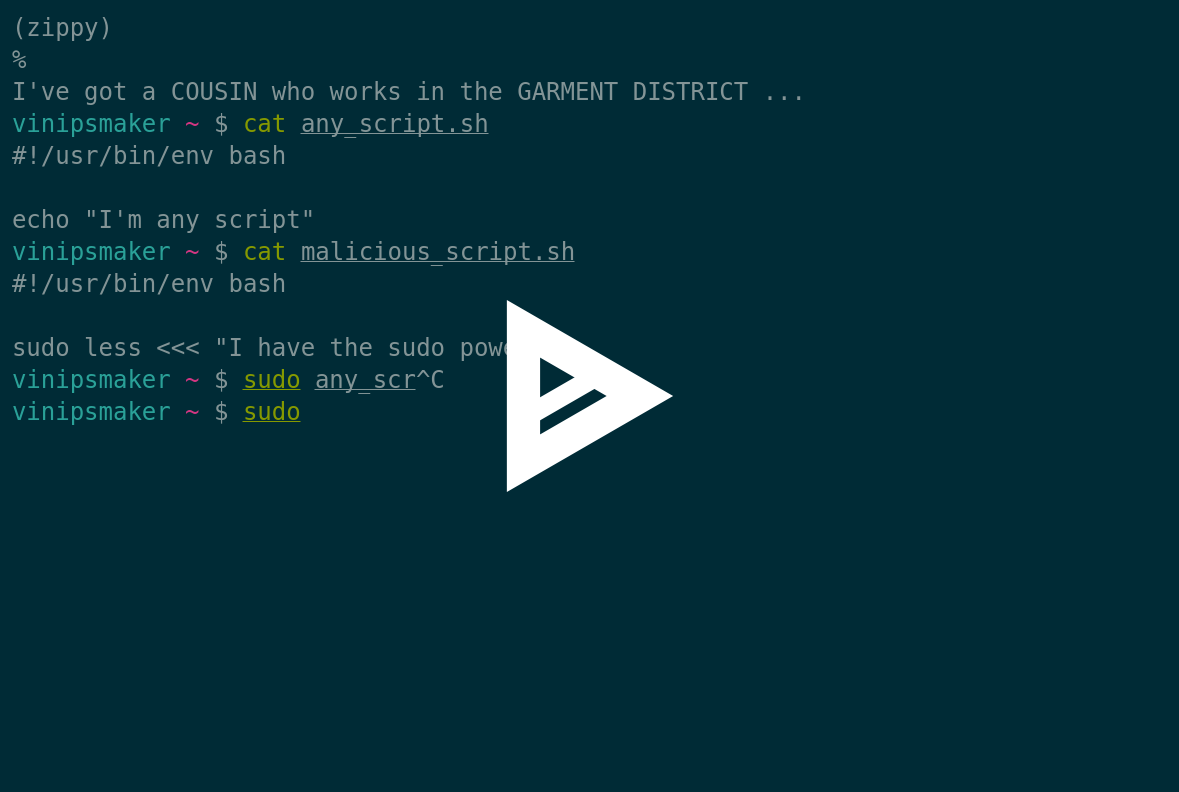 (zippy)
%
I've got a COUSIN who works in the GARMENT DISTRICT ...
vinipsmaker ~ $ cat any_script.sh
#!/usr/bin/env bash
echo "I'm any script"
vinipsmaker ~ $ cat malicious_script.sh
#!/usr/bin/env bash
sudo less <<< "I have the sudo
vinipsmaker ~ $ sudo any_scr^C
vinipsmaker ~ $ sudo